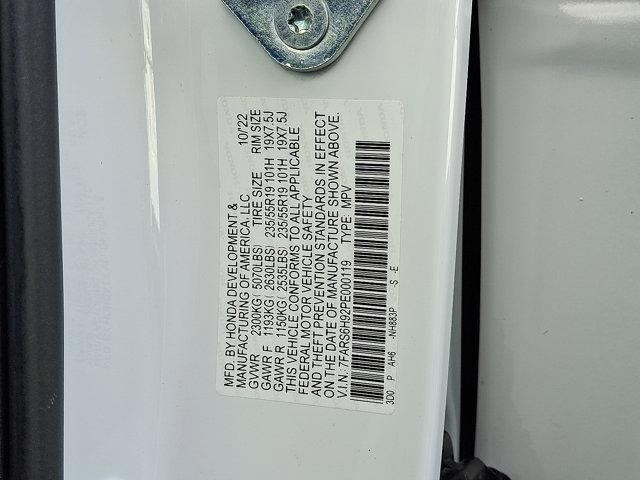 MFD. BY HONDA DEVELOPMENT &
MANUFACTURING OF AMERICA, LLC 10/'22
GVWR 2300KG( 5070LBS) TIRE SIZE RIM SIZE
GAWR F 1193KG( 2630LBS) 235/55R19 101H 19X7.5J
GAWR R 1150KG( 2535LBS) 235/55R19 101H 19X7.5J
THIS VEHICLE CONFORMS TO ALL APPLICABLE
FEDERAL MOTOR VEHICLE SAFETY
AND THEFT PREVENTION STANDARDS IN EFFECT
ON THE DATE OF MANUFACTURE SHOWN ABOVE.
V.I.N. 7FARS6H92PE000119 TYPE: MPV
3D0 P AH6 -NH883P -S -E